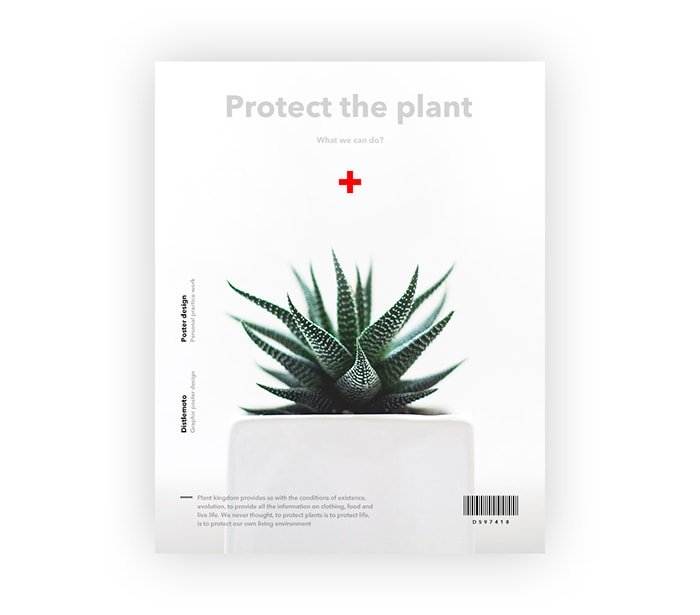 Protect the plant
What we can do?
Poster design
Personal practice work
Distlemoto
Graphic poster design
Plant kingdom provides us with the conditions of existence,
evolution, to provide all the information on clothing, food and
live life. We never thought, to protect plants is to protect life,
is to protect our own living environment
DS97418